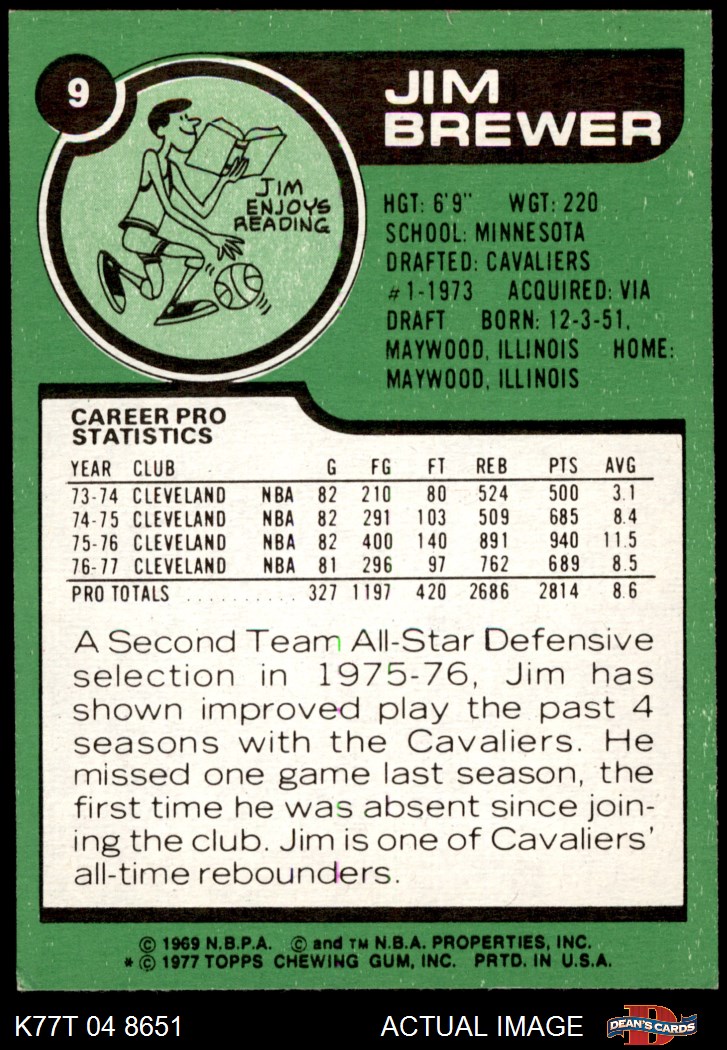 9
JIM
BREWER
JIM
ENJOYS
READING
HGT: 6'9" WGT: 220
SCHOOL: MINNESOTA
DRAFTED: CAVALIERS
#1-1973 ACQUIRED: VIA
DRAFT BORN: 12-3-51,
MAYWOOD, ILLINOIS HOME:
MAYWOOD, ILLINOIS
CAREER PRO
STATISTICS
YEAR CLUB G FG FT REB PTS AVG
73-74 CLEVELAND NBA 82 210 80 524 500 3.1
74-75 CLEVELAND NBA 82 291 103 509 685 8.4
75-76 CLEVELAND NBA 82 400 140 891 940 11.5
76-77 CLEVELAND NBA 81 296 97 762 689 8.5
PRO TOTALS .......... 327 1197 420 2686 2814 8.6
A Second Team All-Star Defensive
selection in 1975-76, Jim has
shown improved play the past 4
seasons with the Cavaliers. He
missed one game last season, the
first time he was absent since join-
ing the club. Jim is one of Cavaliers'
all-time rebounders.
© 1969 N.B.P.A. © and TM N.B.A. PROPERTIES, INC.
* © 1977 TOPPS CHEWING GUM, INC. PRTD. IN U.S.A.
K77T 04 8651 ACTUAL IMAGE D DEAN'S CARDS